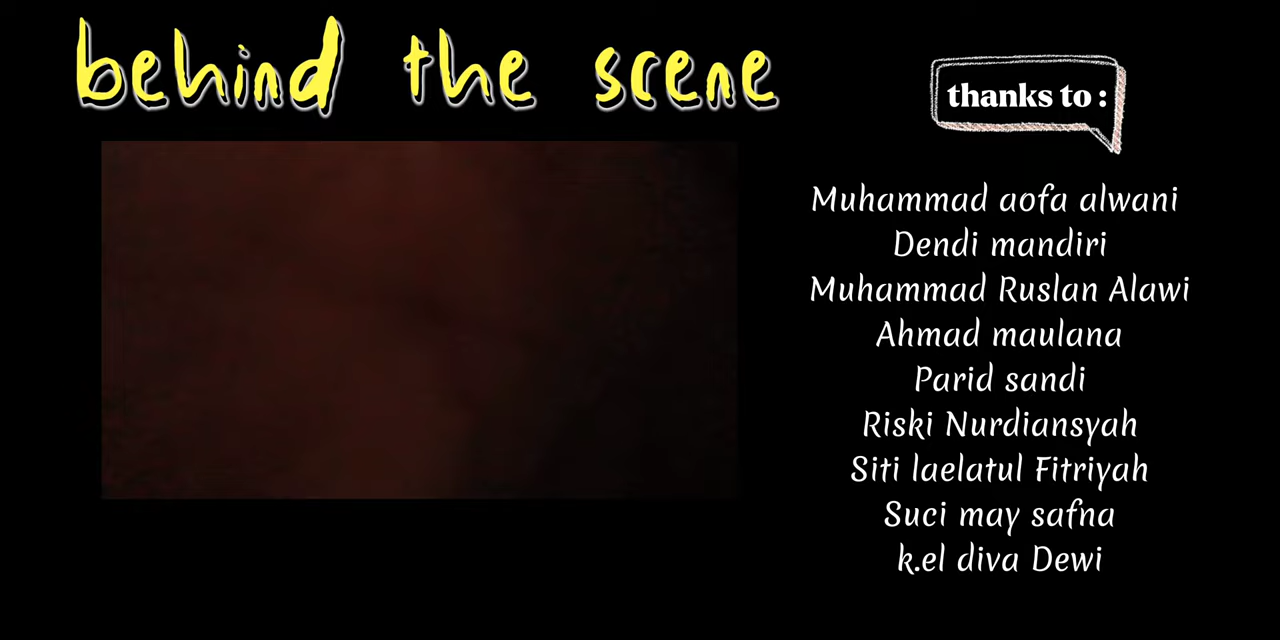 behind the scene
thanks to :
Muhammad aofa alwani
Dendi mandiri
Muhammad Ruslan Alawi
Ahmad maulana
Parid sandi
Riski Nurdiansyah
Siti laelatul Fitriyah
Suci may safna
k.el diva Dewi